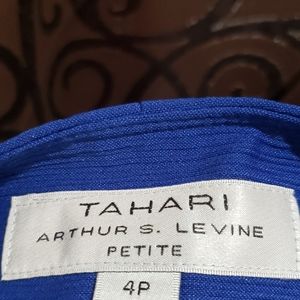 TAHARI
ARTHUR S. LEVINE
PETITE
4P